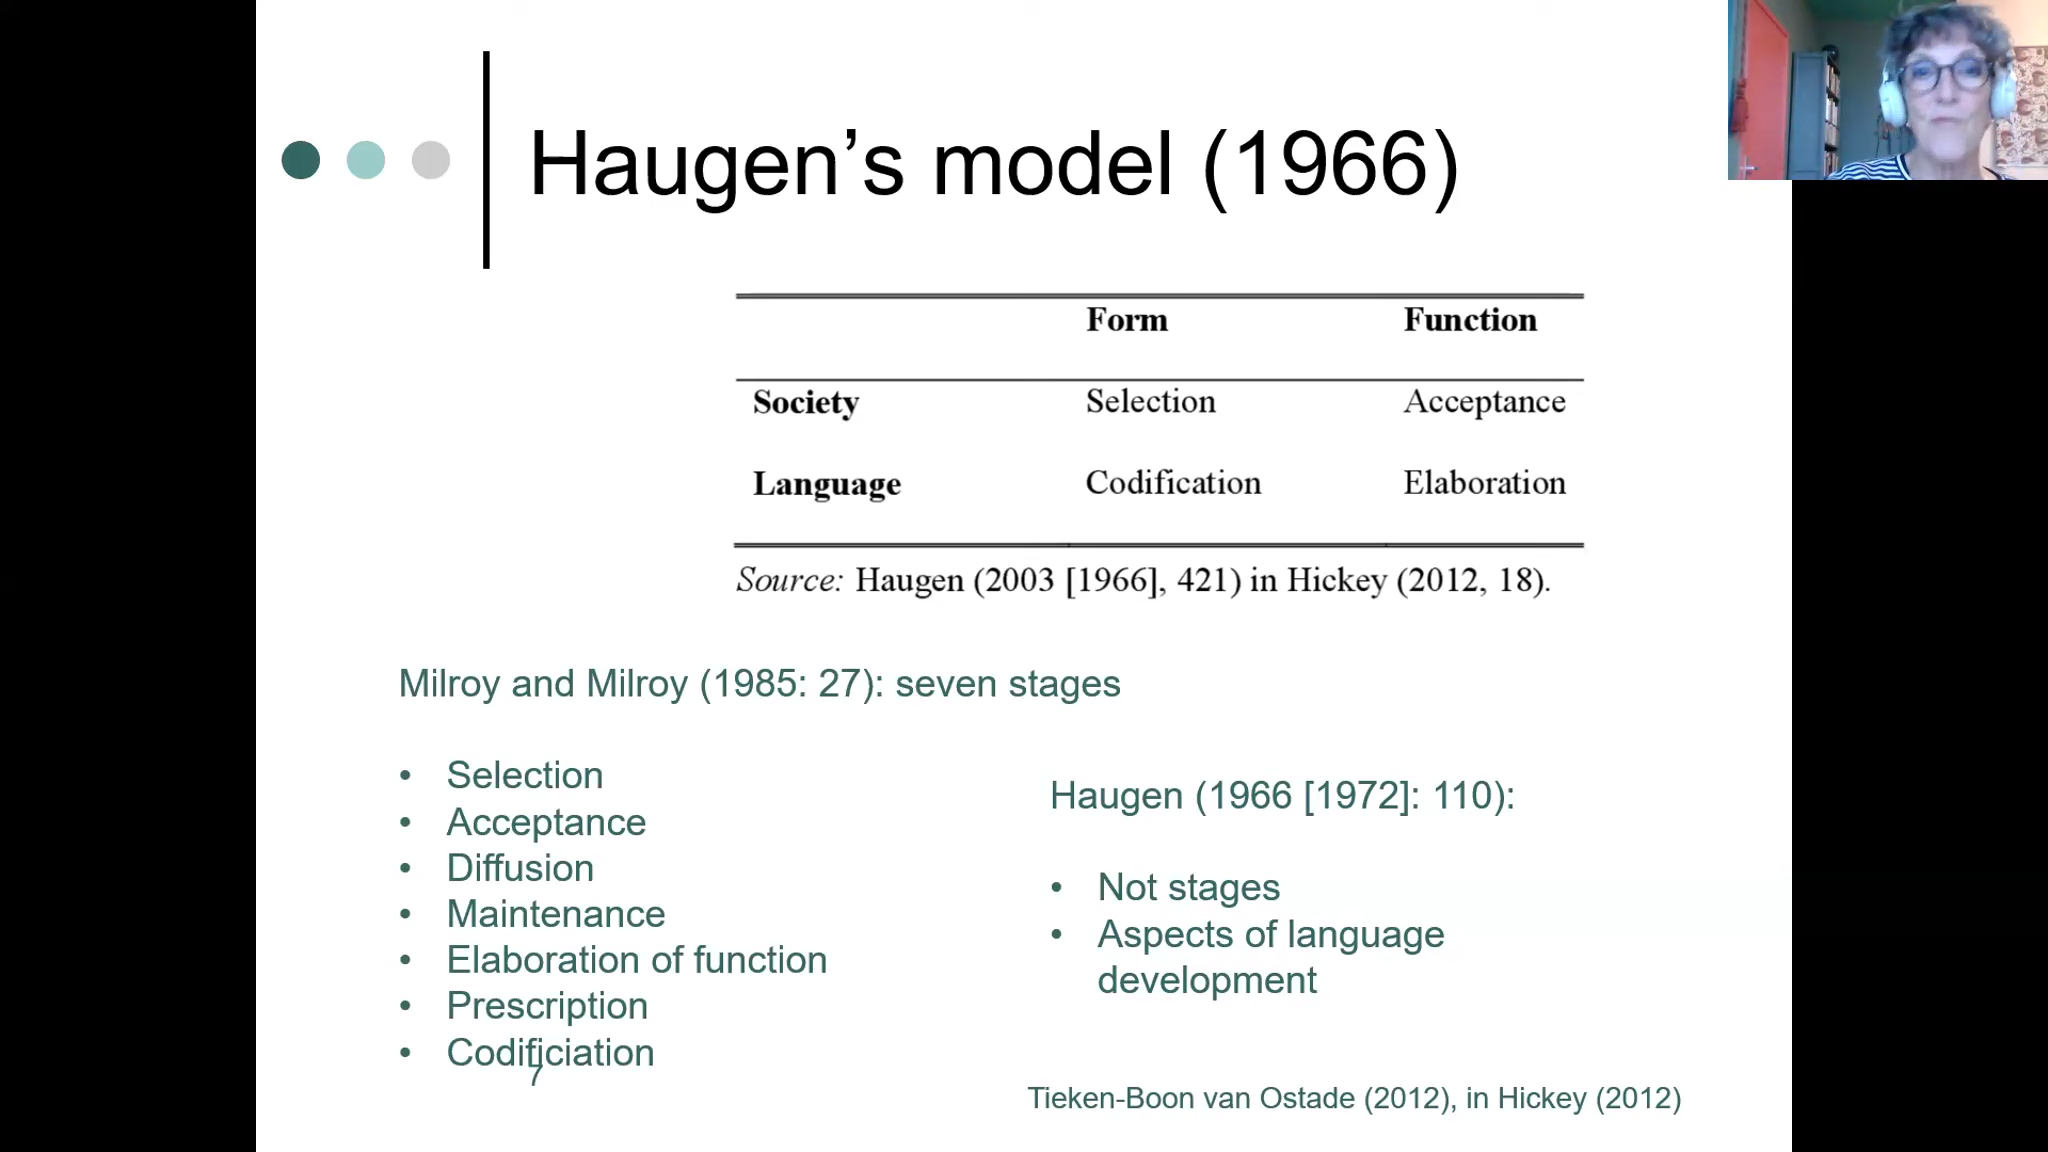 Haugen’s model (1966)
Form Function
Society Selection Acceptance
Language Codification Elaboration
Source: Haugen (2003 [1966], 421) in Hickey (2012, 18).
Milroy and Milroy (1985: 27): seven stages
• Selection
• Acceptance
• Diffusion
• Maintenance
• Elaboration of function
• Prescription
• Codificiation
7
Haugen (1966 [1972]: 110):
• Not stages
• Aspects of language
development
Tieken-Boon van Ostade (2012), in Hickey (2012)